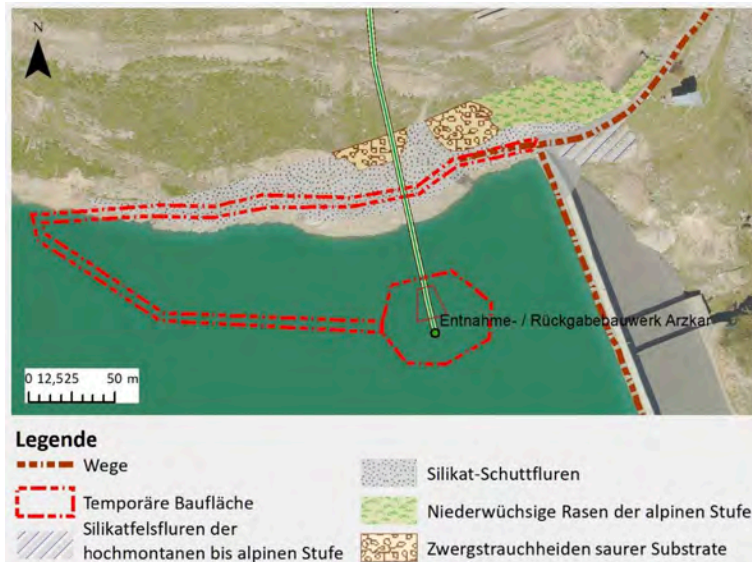 N
Entnahme- / Rückgabebauwerk Arzkar
0 12,525 50 m
Legende
Wege
Temporäre Baufläche
Silikatfelsfluren der
hochmontanen bis alpinen Stufe
Silikat-Schuttfluren
Niederwüchsige Rasen der alpinen Stufe
Zwergstrauchheiden saurer Substrate